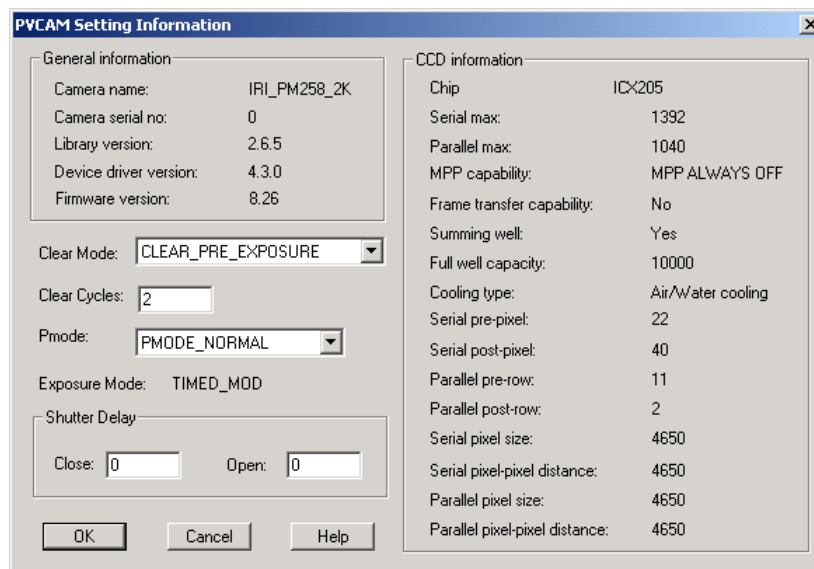 PVCAM Setting Information
General information
Camera name: IRI_PM258_2K
Camera serial no: 0
Library version: 2.6.5
Device driver version: 4.3.0
Firmware version: 8.26
Clear Mode: CLEAR_PRE_EXPOSURE
Clear Cycles: 2
Pmode: PMODE_NORMAL
Exposure Mode: TIMED_MOD
Shutter Delay
Close: 0 Open: 0
OK Cancel Help
CCD information
Chip ICX205
Serial max: 1392
Parallel max: 1040
MPP capability: MPP ALWAYS OFF
Frame transfer capability: No
Summing well: Yes
Full well capacity: 10000
Cooling type: Air/Water cooling
Serial pre-pixel: 22
Serial post-pixel: 40
Parallel pre-row: 11
Parallel post-row: 2
Serial pixel size: 4650
Serial pixel-pixel distance: 4650
Parallel pixel size: 4650
Parallel pixel-pixel distance: 4650